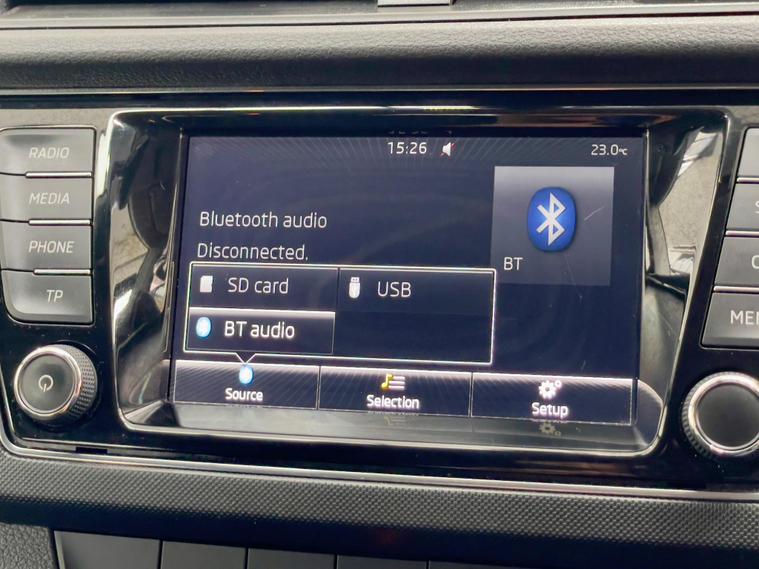 RADIO
MEDIA
PHONE
TP
15:26
23.0°C
Bluetooth audio
Disconnected.
BT
SD card
USB
BT audio
Source
Selection
Setup